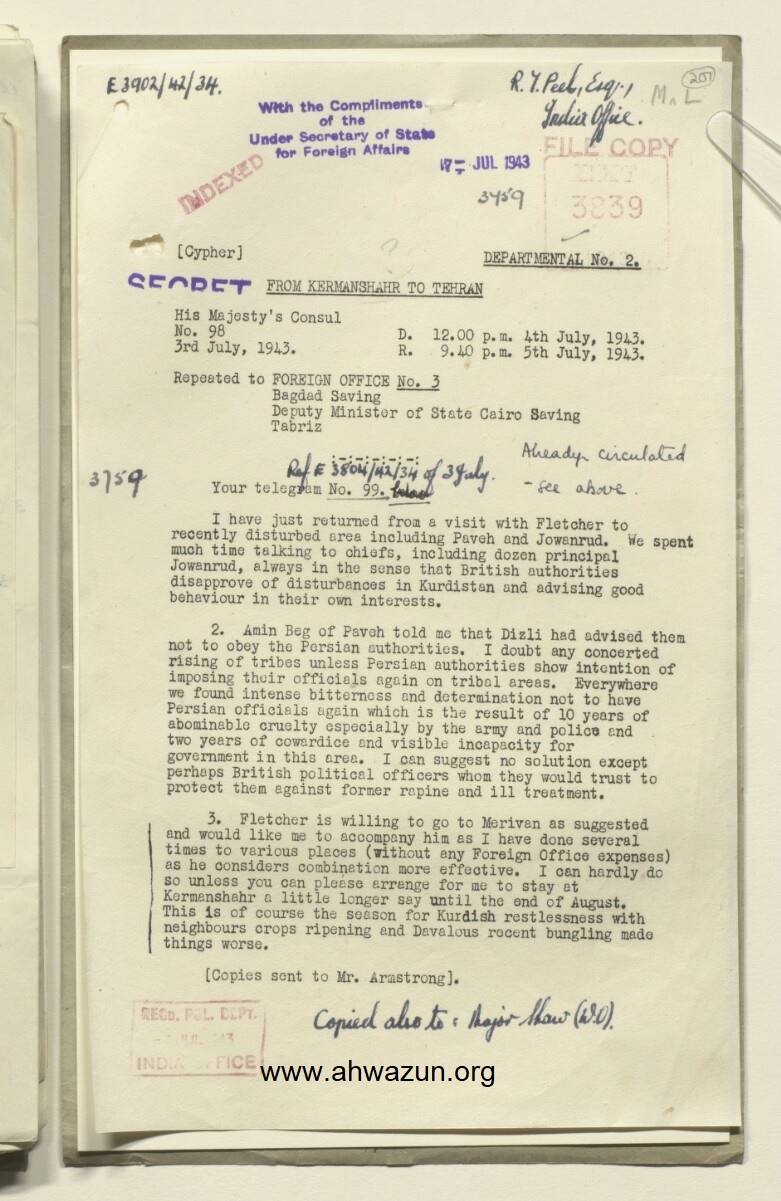 E 3902/42/34.
R. T. Peel, Esq.,
India Office.
201
M. L
With the Compliments
of the
Under Secretary of State
for Foreign Affairs
17 JUL 1943
INDEXED
FILE COPY
EXT
3839
3759
[Cypher]
DEPARTMENTAL No. 2.
SECRET
FROM KERMANSHAHR TO TEHRAN
His Majesty's Consul
No. 98
3rd July, 1943.
D. 12.00 p.m. 4th July, 1943.
R. 9.40 p.m. 5th July, 1943.
Repeated to FOREIGN OFFICE No. 3
Bagdad Saving
Deputy Minister of State Cairo Saving
Tabriz
Already circulated
- see above.
3759
Ref E 3804/42/34 of 3 July.
Your telegram No. 99.
I have just returned from a visit with Fletcher to
recently disturbed area including Paveh and Jowanrud. We spent
much time talking to chiefs, including dozen principal
Jowanrud, always in the sense that British authorities
disapprove of disturbances in Kurdistan and advising good
behaviour in their own interests.
2. Amin Beg of Paveh told me that Dizli had advised them
not to obey the Persian authorities. I doubt any concerted
rising of tribes unless Persian authorities show intention of
imposing their officials again on tribal areas. Everywhere
we found intense bitterness and determination not to have
Persian officials again which is the result of 10 years of
abominable cruelty especially by the army and police and
two years of cowardice and visible incapacity for
government in this area. I can suggest no solution except
perhaps British political officers whom they would trust to
protect them against former rapine and ill treatment.
3. Fletcher is willing to go to Merivan as suggested
and would like me to accompany him as I have done several
times to various places (without any Foreign Office expenses)
as he considers combination more effective. I can hardly do
so unless you can please arrange for me to stay at
Kermanshahr a little longer say until the end of August.
This is of course the season for Kurdish restlessness with
neighbours crops ripening and Davalous recent bungling made
things worse.
[Copies sent to Mr. Armstrong].
Copied also to: Major Shaw (W.O).
RECD. POL. DEPT.
INDIA OFFICE
www.ahwazun.org